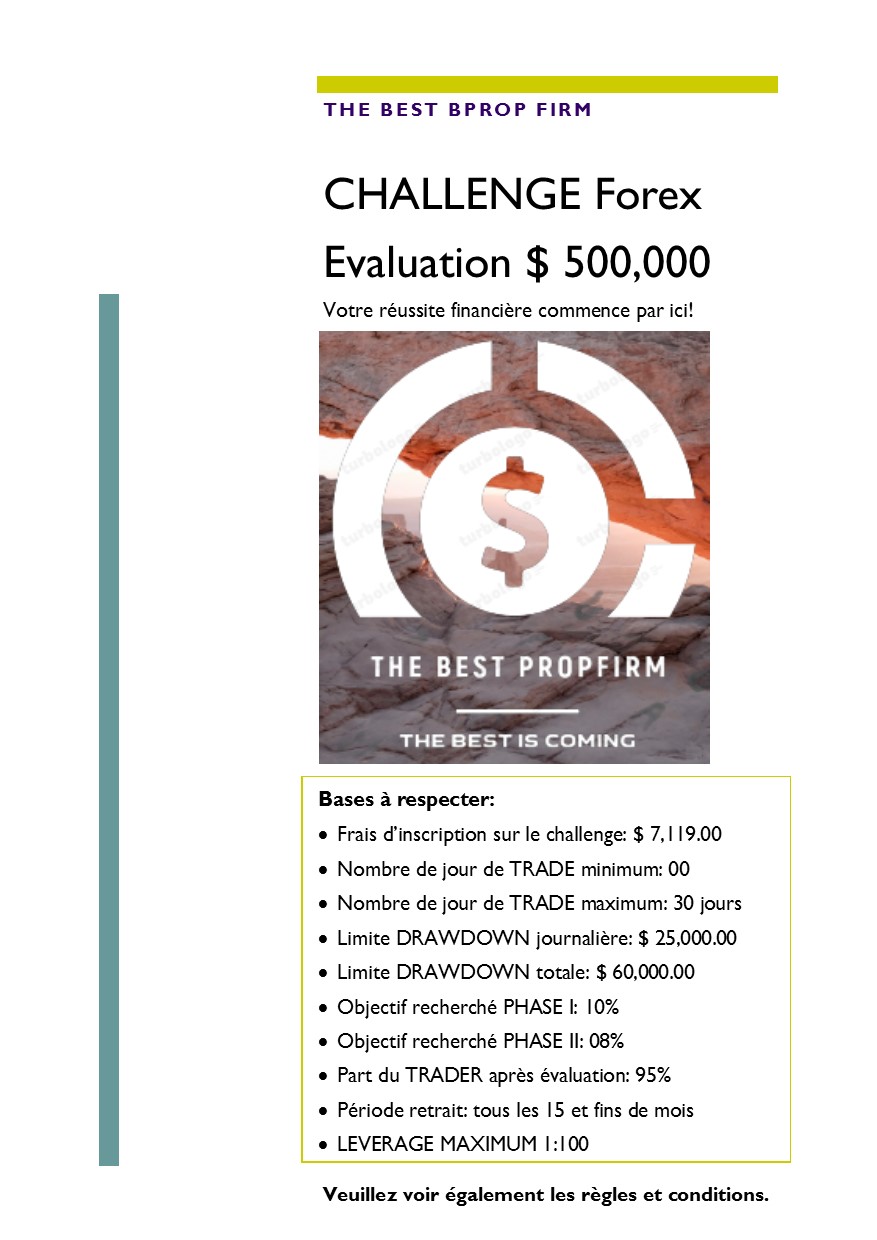 THE BEST BPROP FIRM
CHALLENGE Forex
Evaluation $ 500,000
Votre réussite financière commence par ici!
turbologo
$
THE BEST PROPFIRM
THE BEST IS COMING
Bases à respecter:
• Frais d’inscription sur le challenge: $ 7,119.00
• Nombre de jour de TRADE minimum: 00
• Nombre de jour de TRADE maximum: 30 jours
• Limite DRAWDOWN journalière: $ 25,000.00
• Limite DRAWDOWN totale: $ 60,000.00
• Objectif recherché PHASE I: 10%
• Objectif recherché PHASE II: 08%
• Part du TRADER après évaluation: 95%
• Période retrait: tous les 15 et fins de mois
• LEVERAGE MAXIMUM 1:100
Veuillez voir également les règles et conditions.